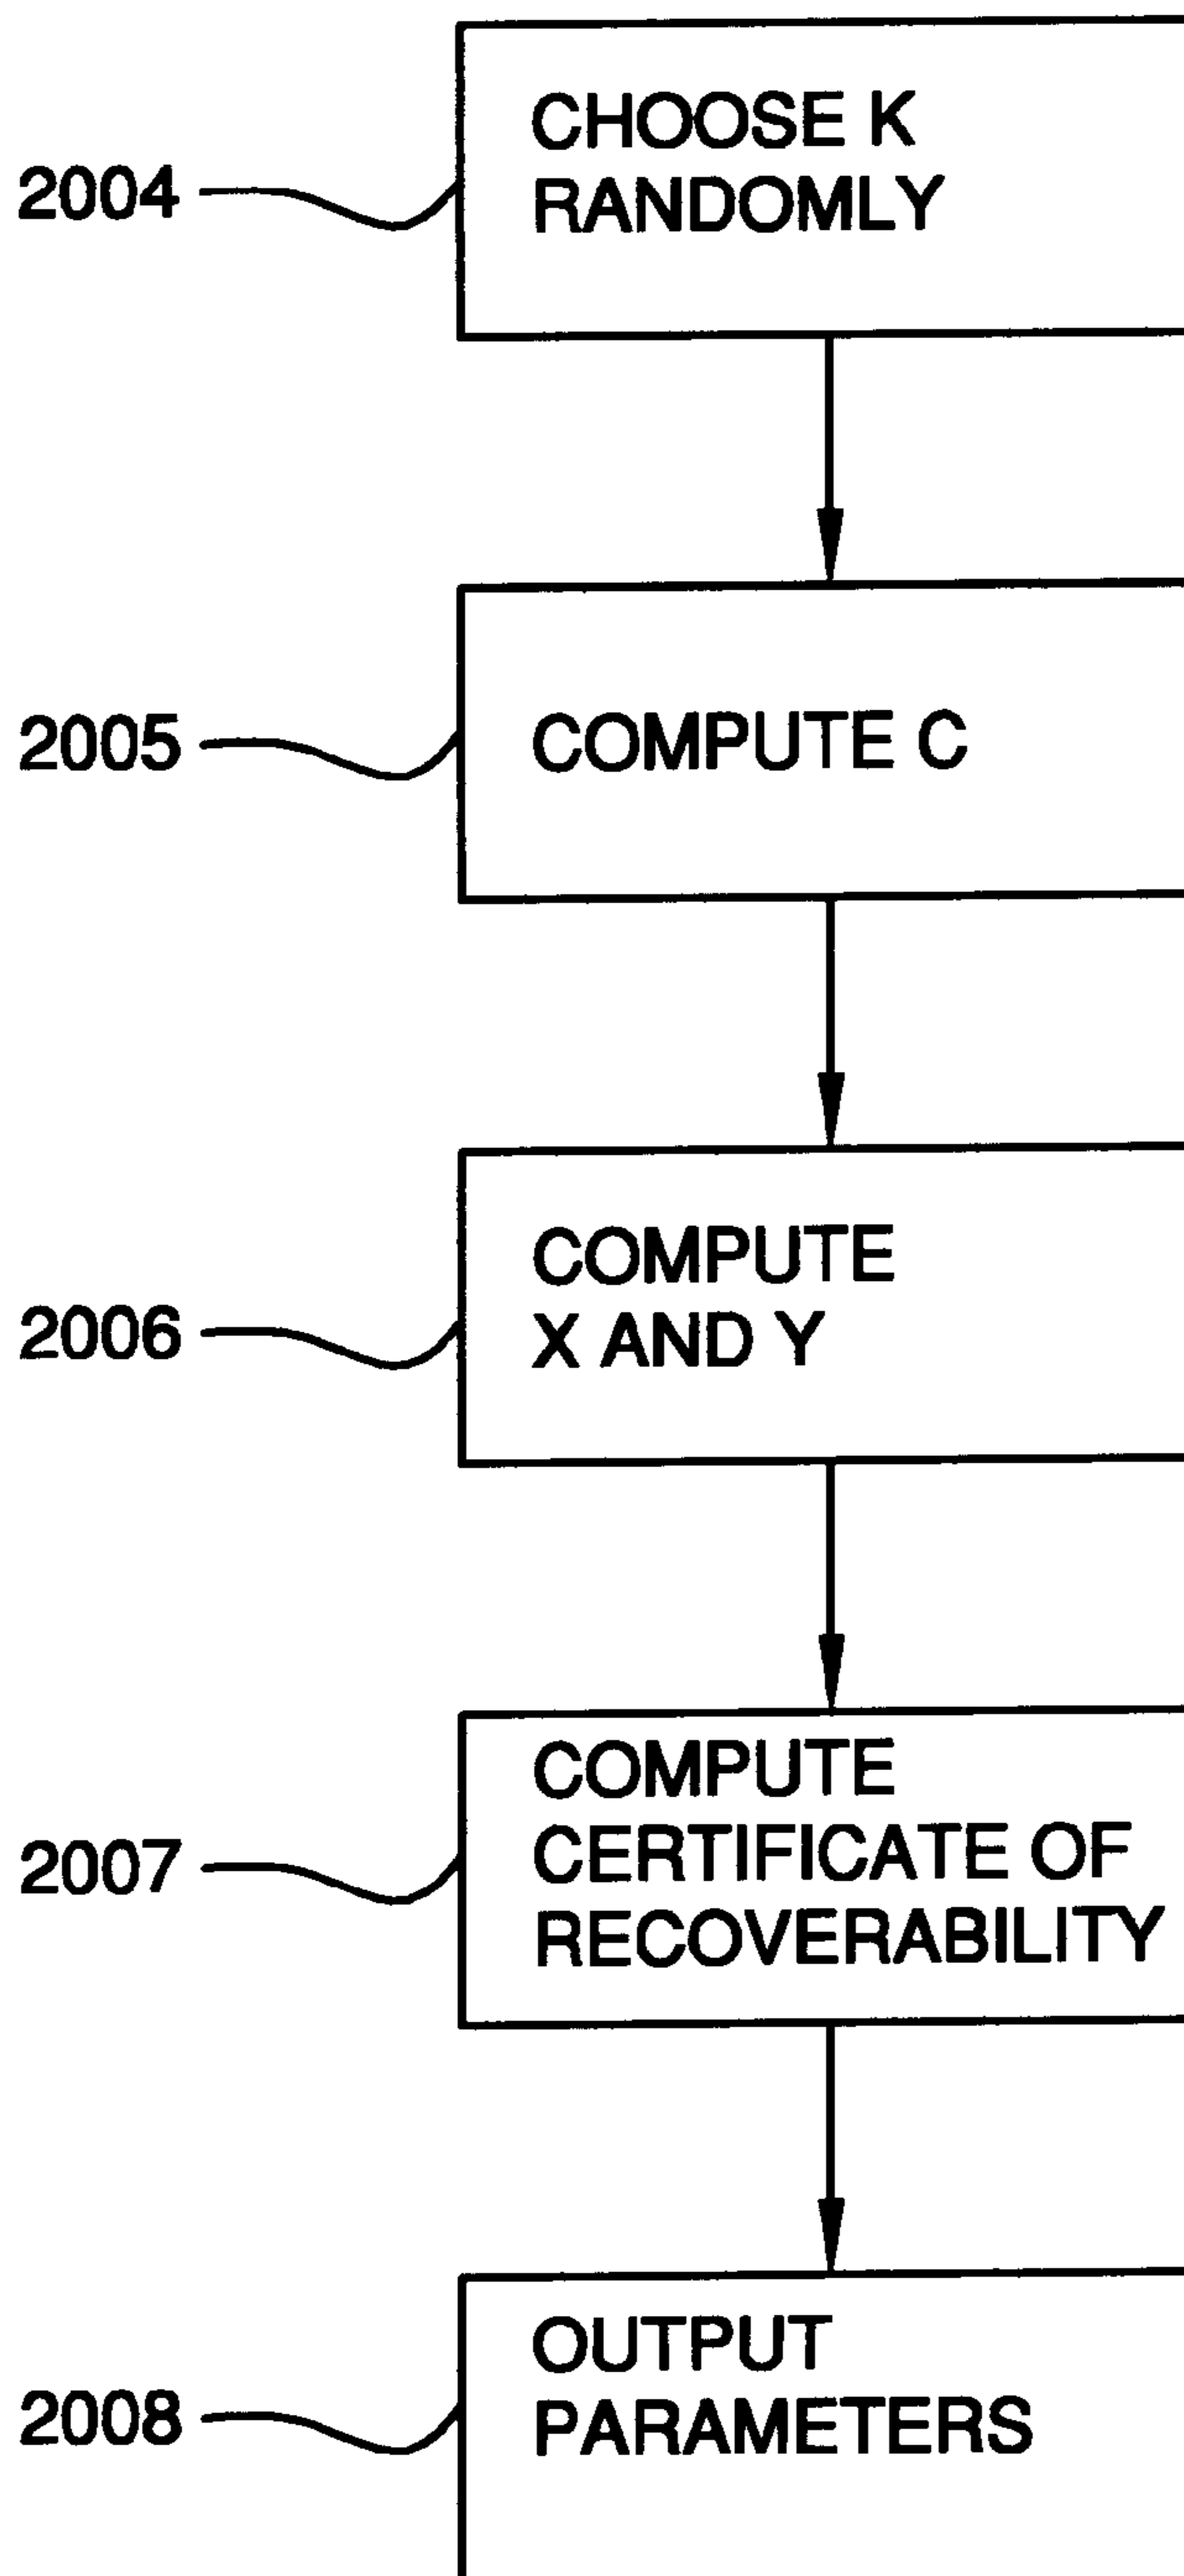 CHOOSE K
RANDOMLY
2004
2005
COMPUTE C
COMPUTE
X AND Y
2006
COMPUTE
CERTIFICATE OF
RECOVERABILITY
2007
OUTPUT
PARAMETERS
2008